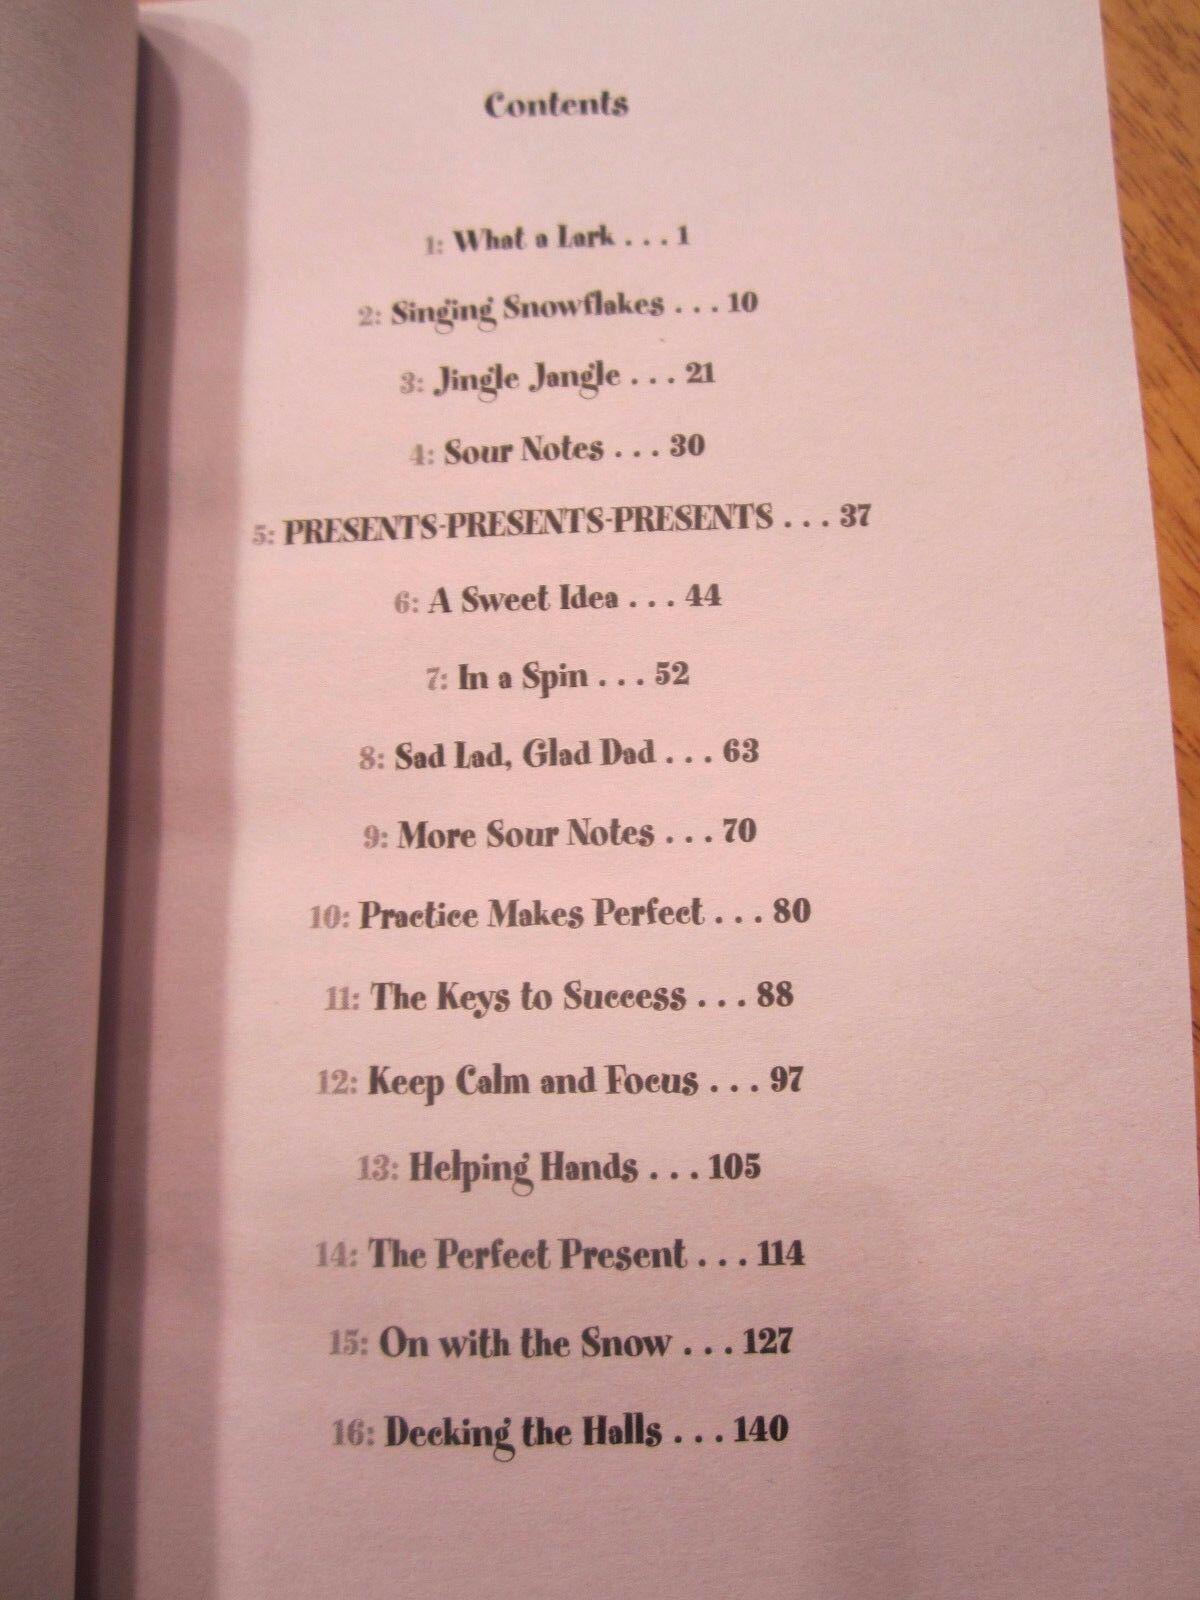 Contents
1: What a Lark . . . 1
2: Singing Snowflakes . . . 10
3: Jingle Jangle . . . 21
4: Sour Notes . . . 30
5: PRESENTS-PRESENTS-PRESENTS . . . 37
6: A Sweet Idea . . . 44
7: In a Spin . . . 52
8: Sad Lad, Glad Dad . . . 63
9: More Sour Notes . . . 70
10: Practice Makes Perfect . . . 80
11: The Keys to Success . . . 88
12: Keep Calm and Focus . . . 97
13: Helping Hands . . . 105
14: The Perfect Present . . . 114
15: On with the Snow . . . 127
16: Decking the Halls . . . 140